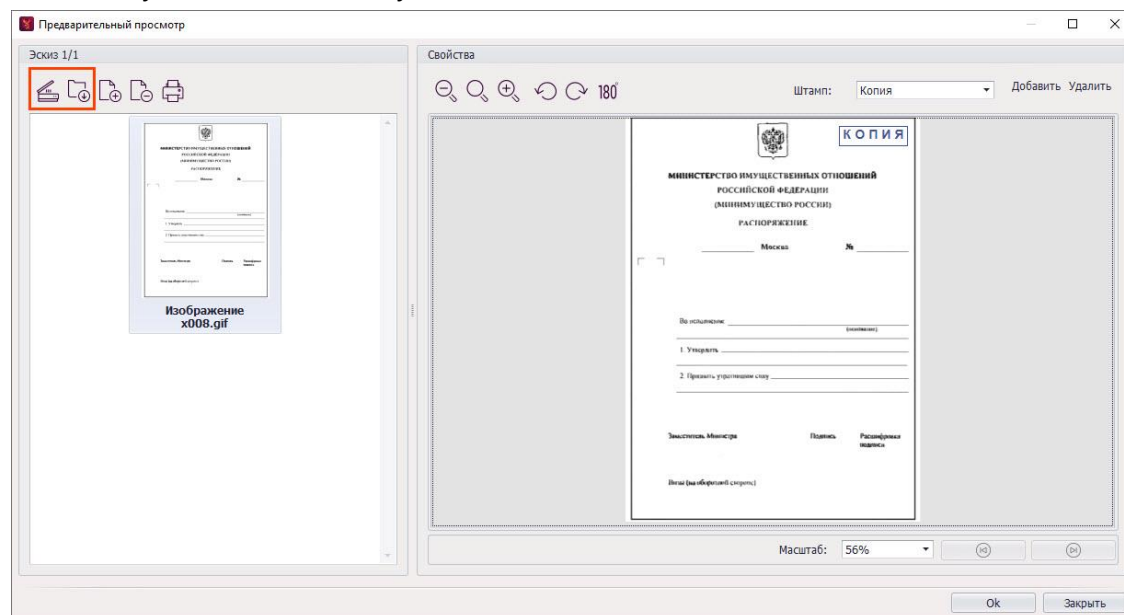 Предварительный просмотр
Эскиз 1/1
Изображение
x008.gif
Свойства
180°
Штамп:
Копия
Добавить Удалить
КОПИЯ
МИНИСТЕРСТВО ИМУЩЕСТВЕННЫХ ОТНОШЕНИЙ
РОССИЙСКОЙ ФЕДЕРАЦИИ
(МИНИМУЩЕСТВО РОССИИ)
РАСПОРЯЖЕНИЕ
Москва №
Во исполнение
1. Утвердить
2. Признать утратившим силу
Заместитель Министра Подпись Расшифровка
подписи
Визы (на оборотной стороне)
Масштаб:
56%
Ok Закрыть